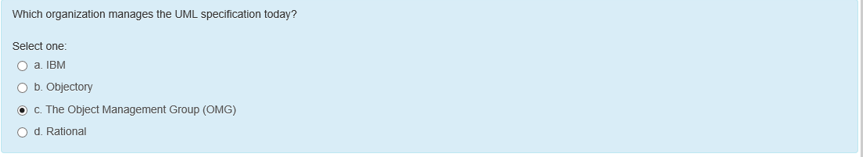 Which organization manages the UML specification today?
Select one:
a. IBM
b. Objectory
c. The Object Management Group (OMG)
d. Rational